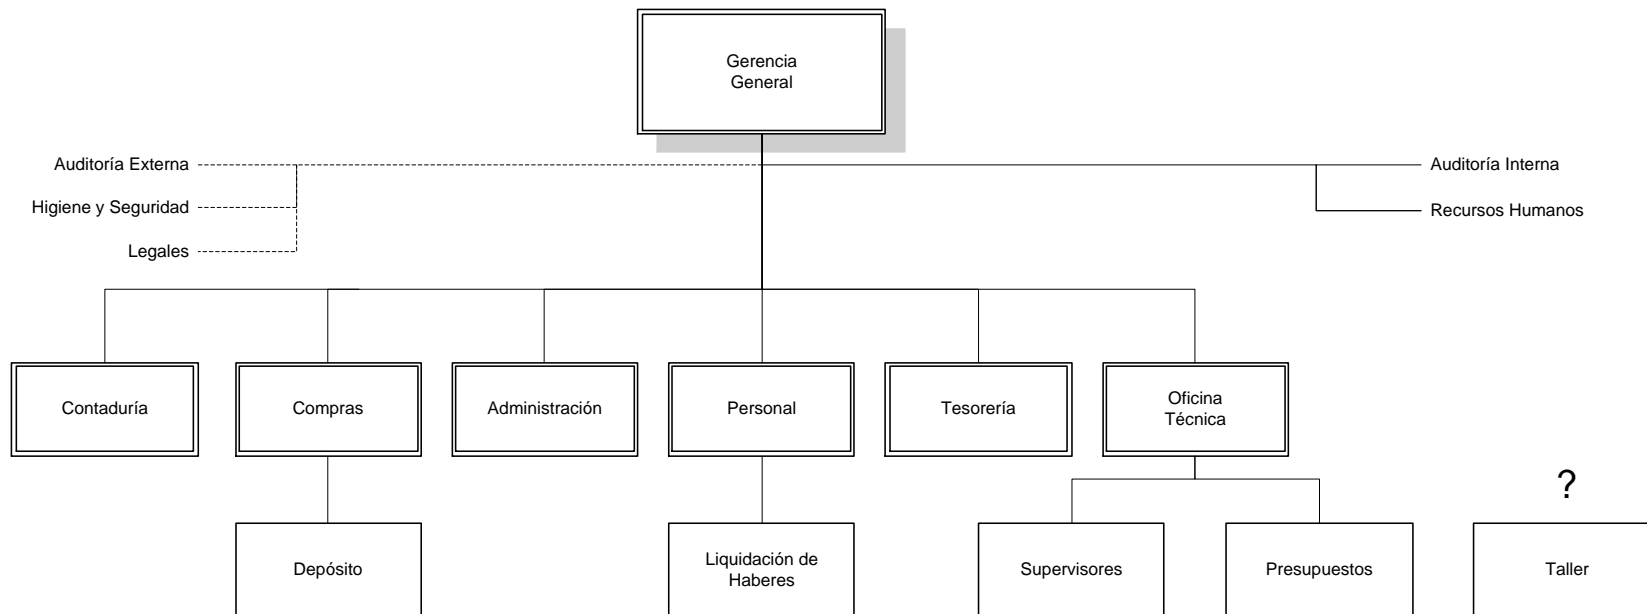 Gerencia
General
Auditoría Externa
Auditoría Interna
Higiene y Seguridad
Recursos Humanos
Legales
Contaduría
Compras
Administración
Personal
Tesorería
Oficina
Técnica
?
Depósito
Liquidación de
Haberes
Supervisores
Presupuestos
Taller